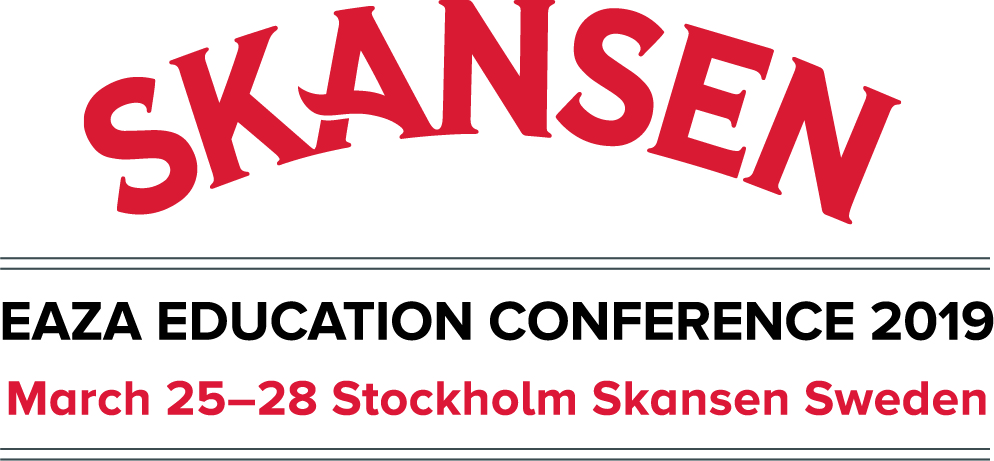 SKANSEN
EAZA EDUCATION CONFERENCE 2019
March 25–28 Stockholm Skansen Sweden